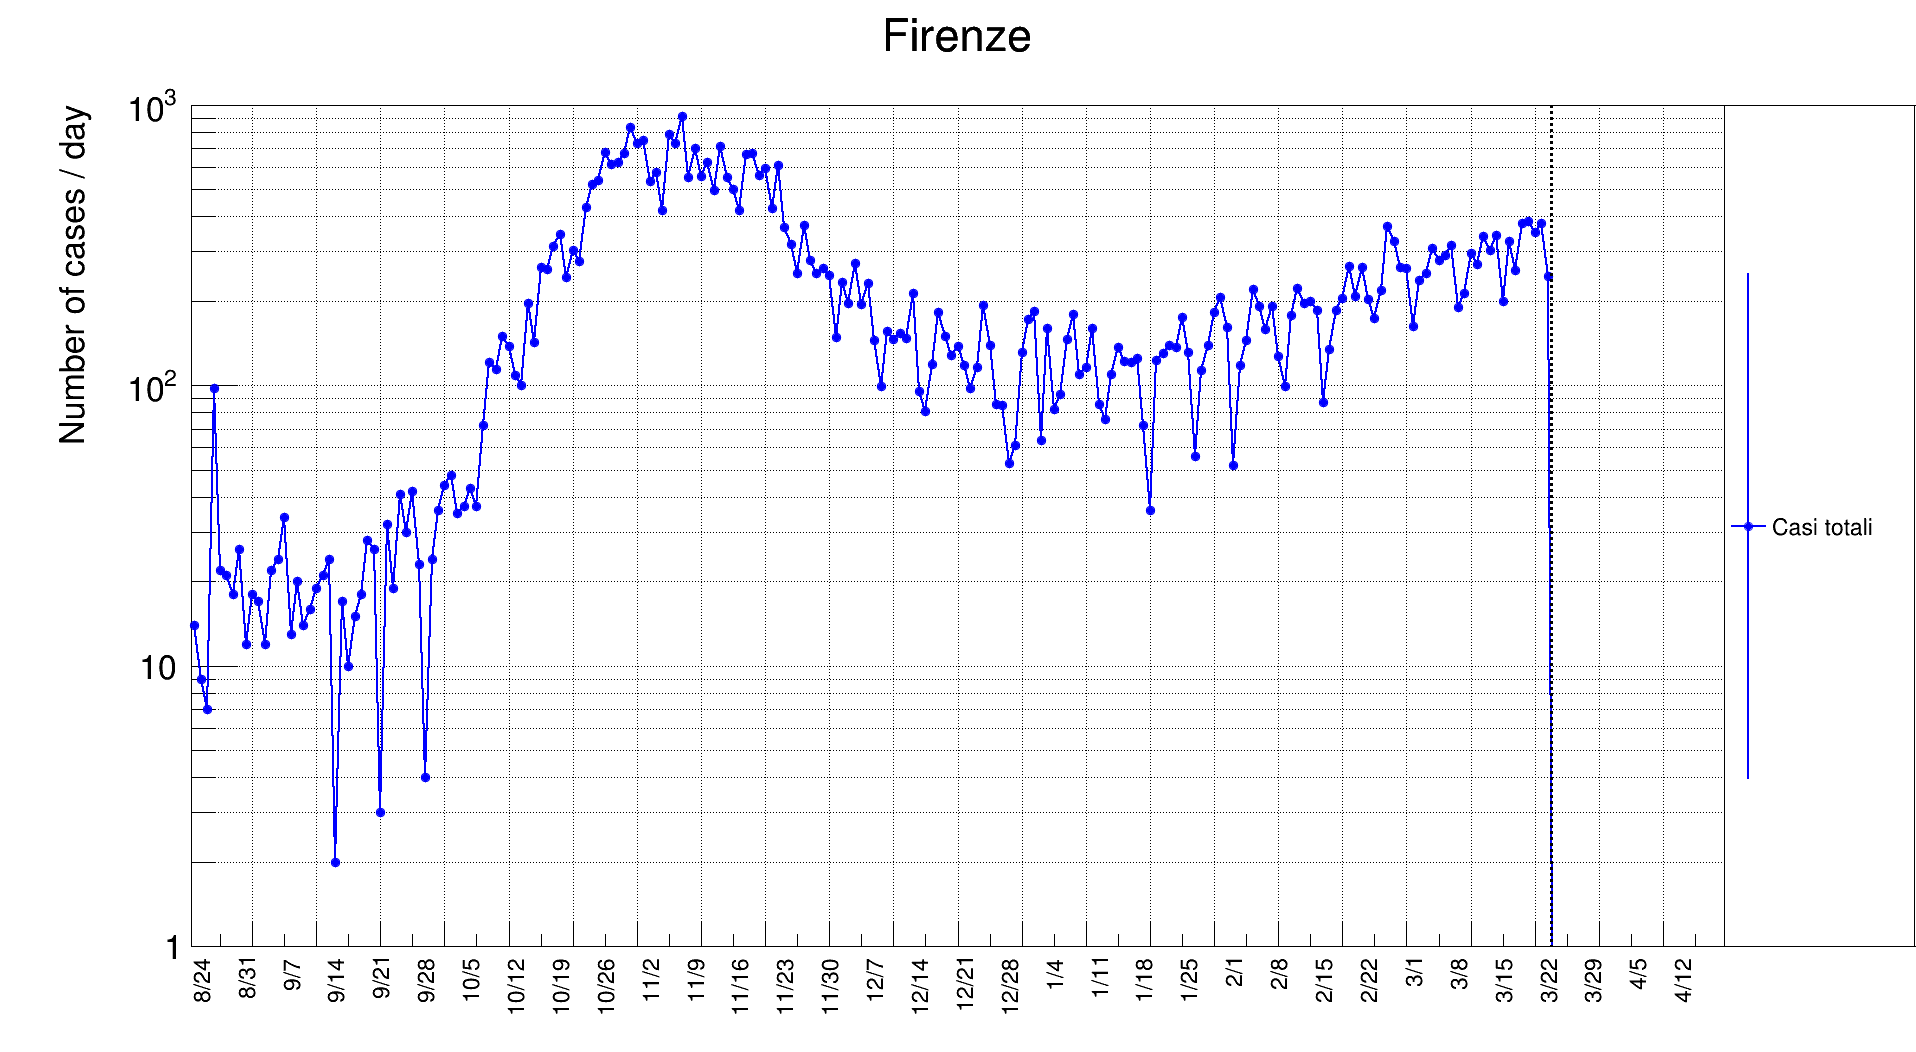 Firenze
Number of cases / day
10³
10²
10
1
8/24 8/31 9/7 9/14 9/21 9/28 10/5 10/12 10/19 10/26 11/2 11/9 11/16 11/23 11/30 12/7 12/14 12/21 12/28 1/4 1/11 1/18 1/25 2/1 2/8 2/15 2/22 3/1 3/8 3/15 3/22 3/29 4/5 4/12
Casi totali